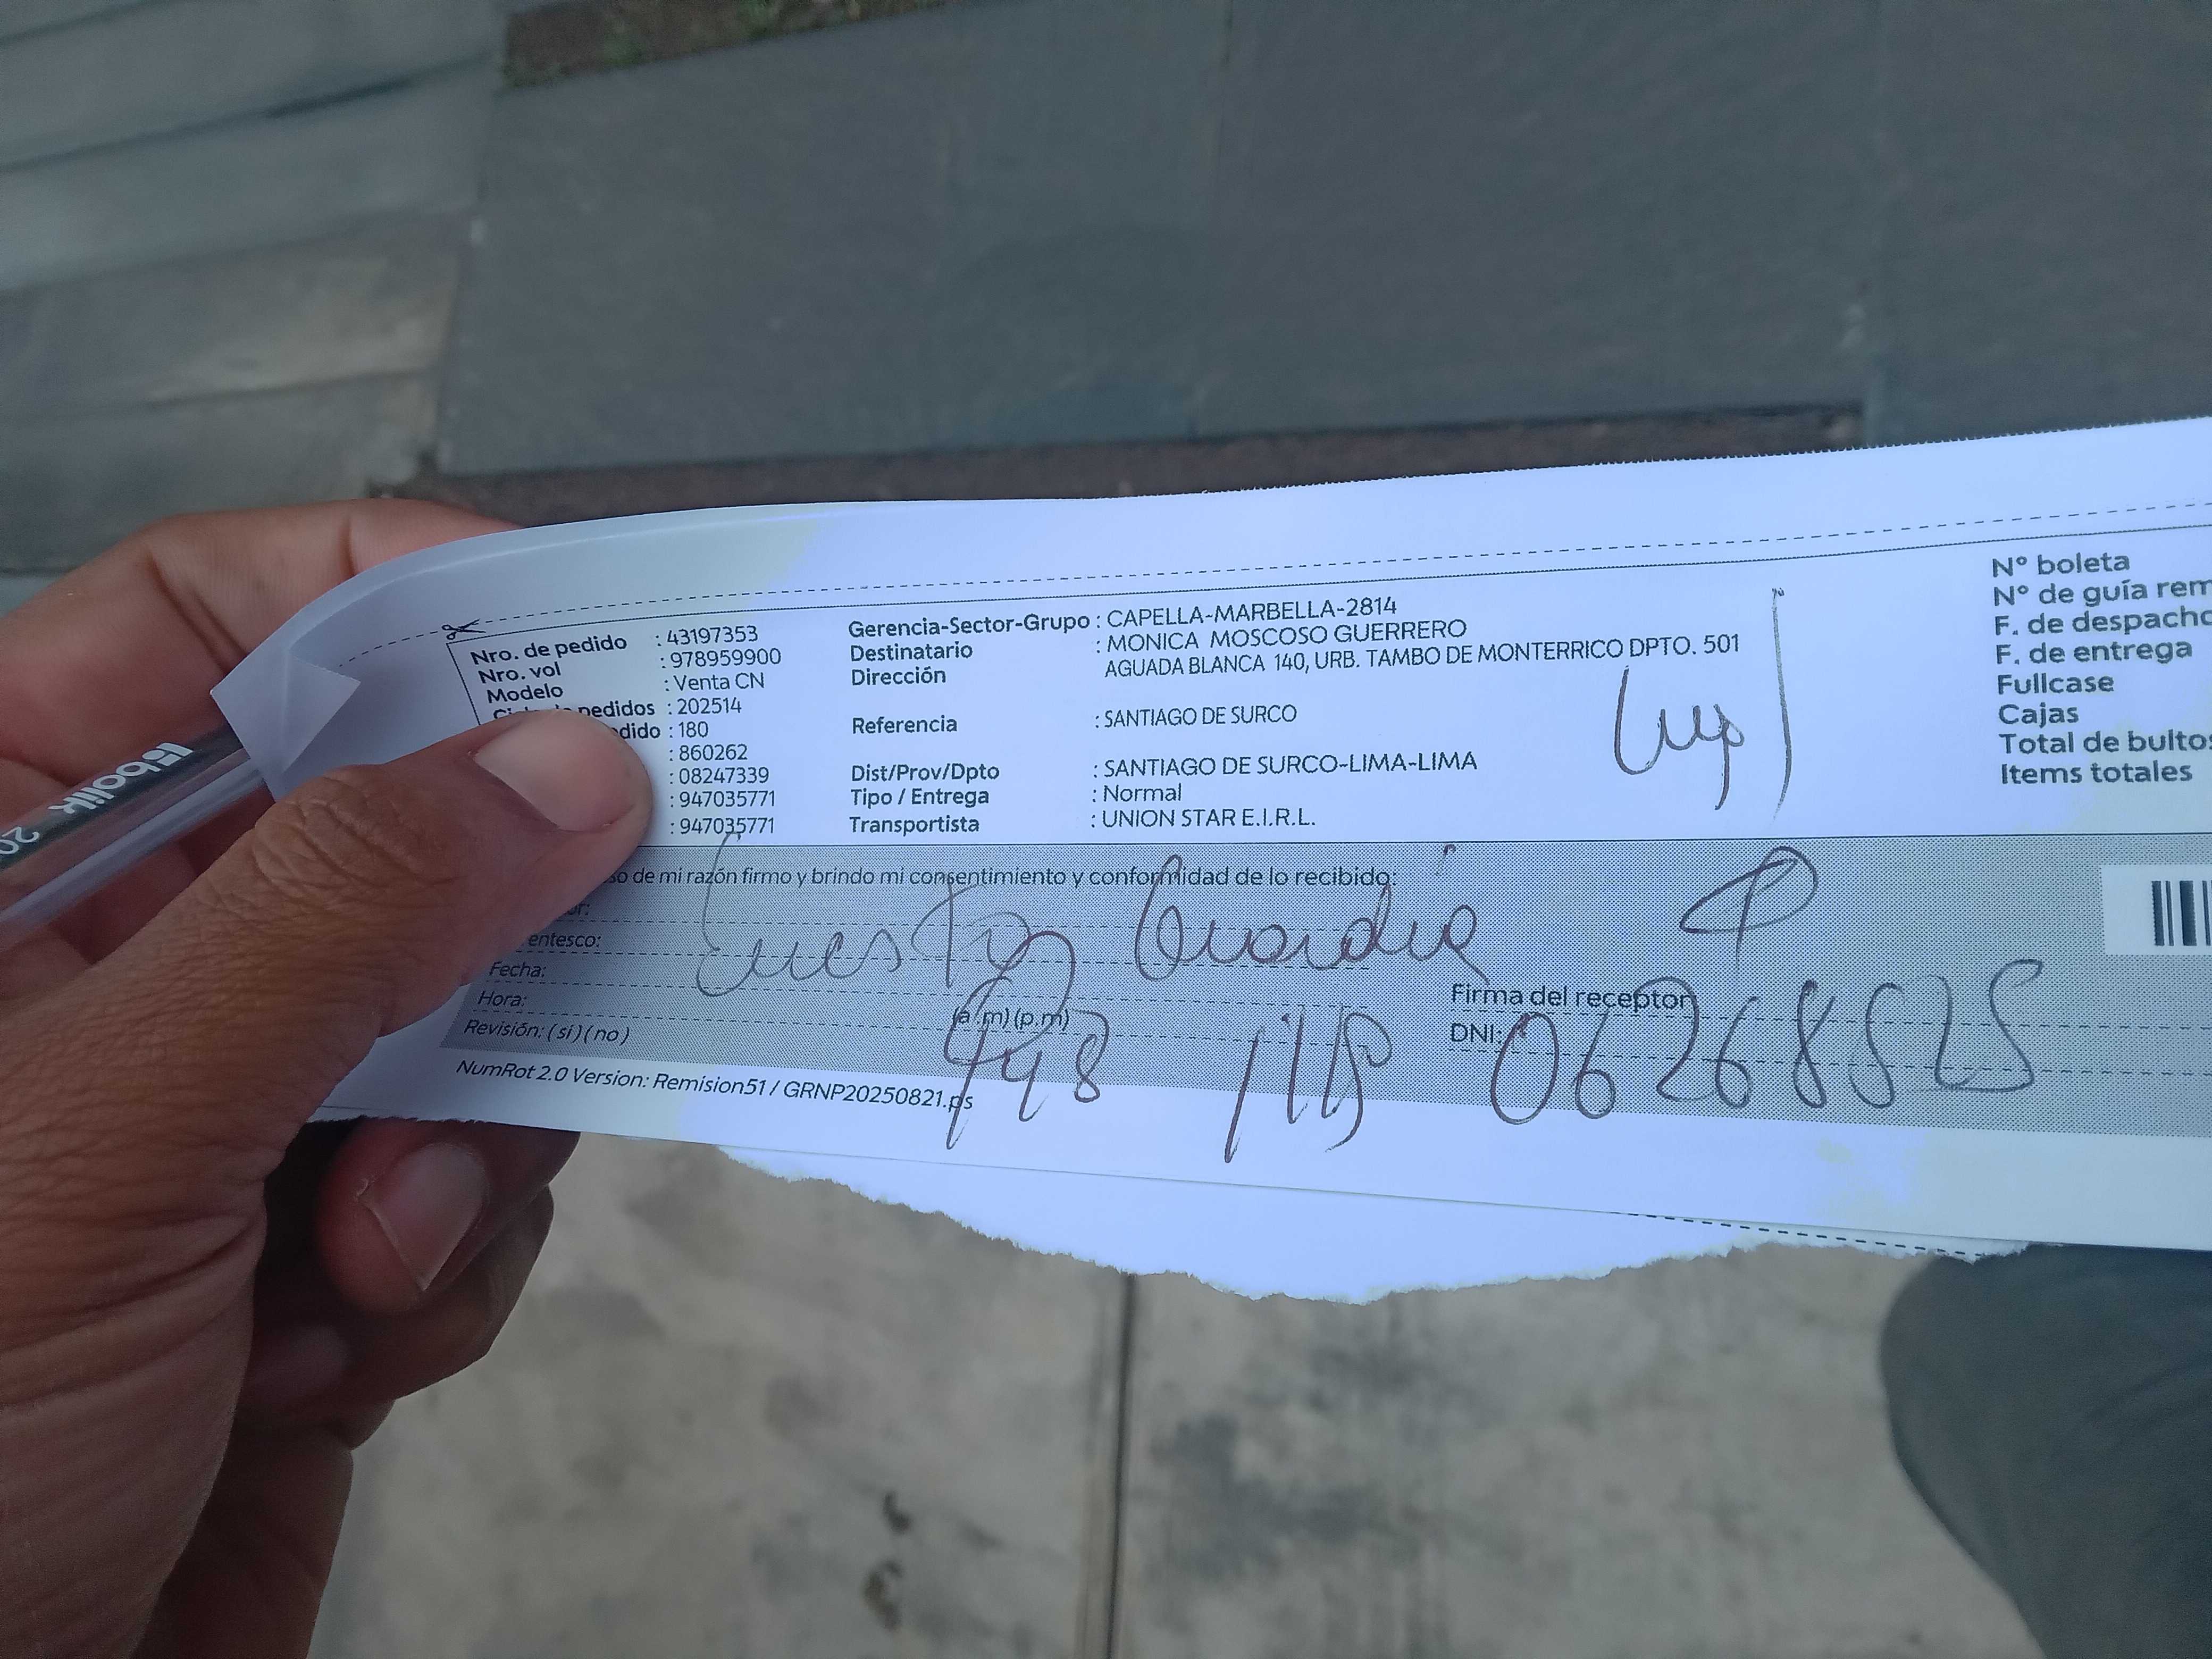 Nro. de pedido : 43197353
Nro. vol : 978959900
Modelo : Venta CN
pedidos : 202514
dido : 180
: 860262
: 08247339
: 947035771
: 947035771
Gerencia-Sector-Grupo : CAPELLA-MARBELLA-2814
Destinatario : MONICA MOSCOSO GUERRERO
Dirección AGUADA BLANCA 140, URB. TAMBO DE MONTERRICO DPTO. 501
Referencia : SANTIAGO DE SURCO
Dist/Prov/Dpto : SANTIAGO DE SURCO-LIMA-LIMA
Tipo / Entrega : Normal
Transportista : UNION STAR E.I.R.L.
N° boleta
N° de guía rem
F. de despacho
F. de entrega
Fullcase
Cajas
Total de bultos
Items totales
so de mi razón firmo y brindo mi consentimiento y conformidad de lo recibido:
or:
entesco:
Fecha:
Hora: (a.m) (p.m)
Revisión: (si) (no)
Firma del receptor
DNI: 06268525
NumRot 2.0 Version: Remision51 / GRNP20250821.ps